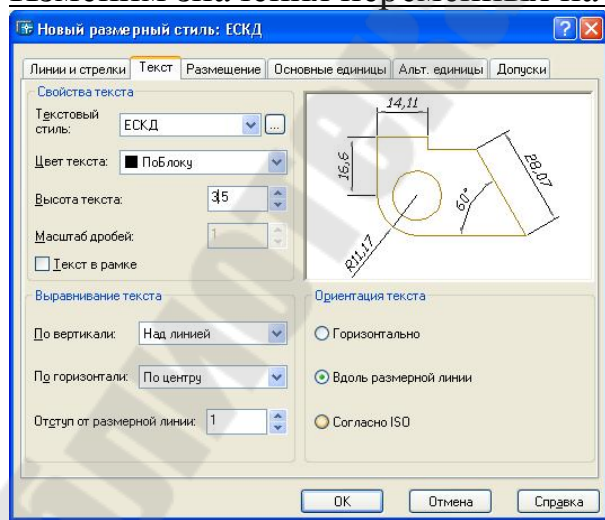 Новый размерный стиль: ЕСКД
Линии и стрелки Текст Размещение Основные единицы Альт. единицы Допуски
Свойства текста
Текстовый стиль: ЕСКД ...
Цвет текста: ПоБлоку
Высота текста: 3,5
Масштаб дробей: 1
Текст в рамке
14,11
16,6
28,07
60°
R11,17
Выравнивание текста
По вертикали: Над линией
По горизонтали: По центру
Отступ от размерной линии: 1
Ориентация текста
Горизонтально
Вдоль размерной линии
Согласно ISO
OK Отмена Справка